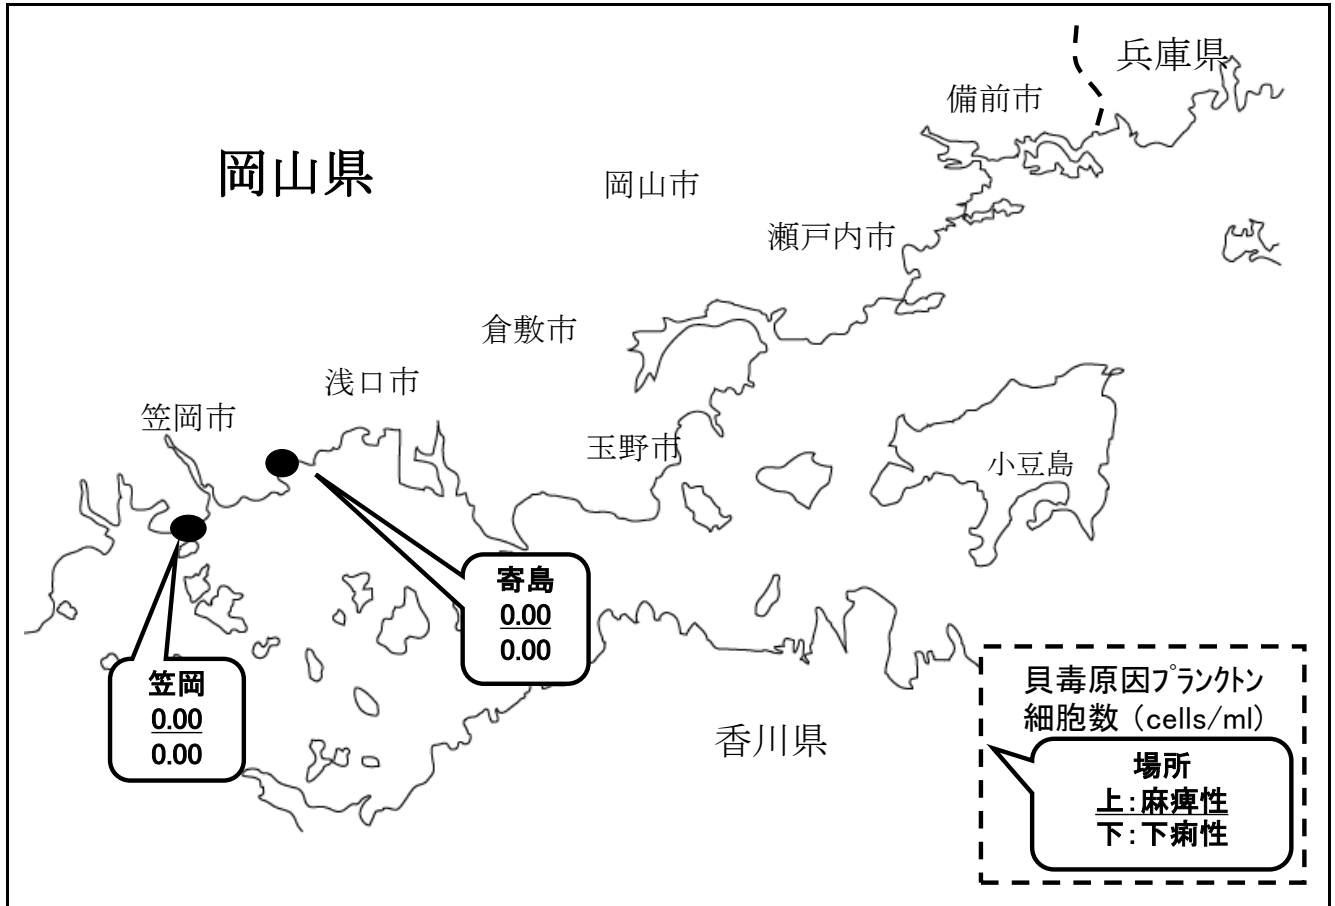 兵庫県
備前市
岡山県
岡山市
瀬戸内市
倉敷市
浅口市
笠岡市
玉野市
小豆島
寄島
0.00
0.00
笠岡
0.00
0.00
香川県
貝毒原因ﾌﾟﾗﾝｸﾄﾝ
細胞数 (cells/ml)
場所
上:麻痺性
下:下痢性